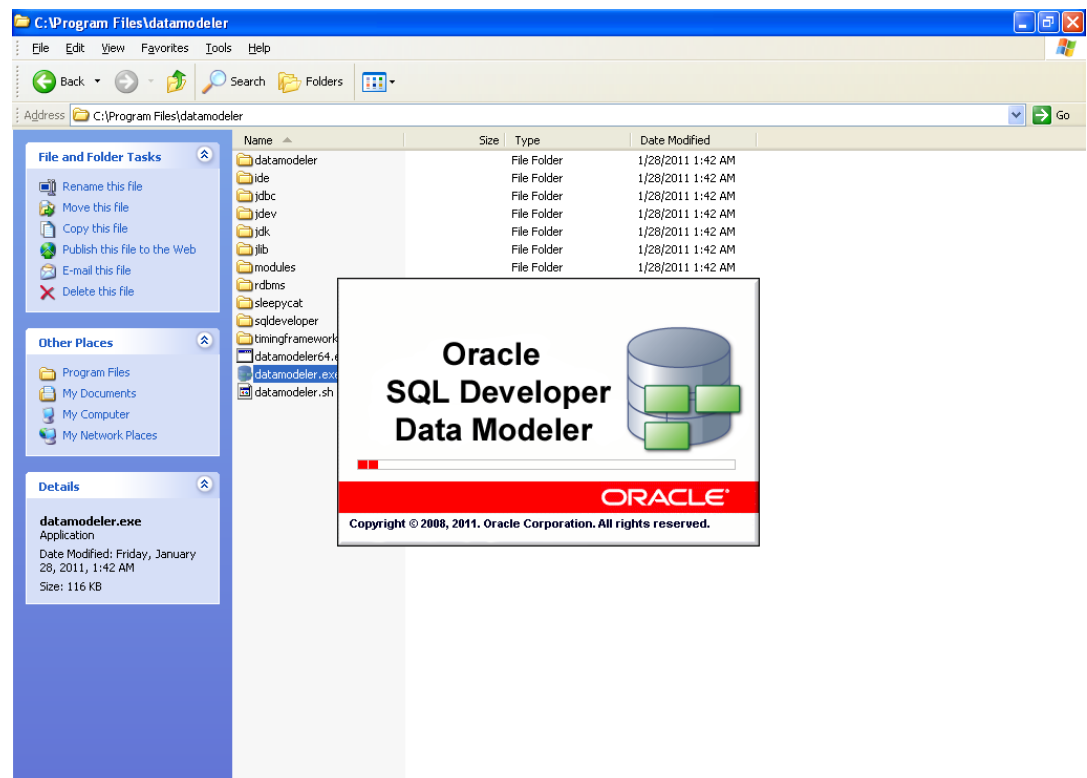 C:\Program Files\datamodeler
File Edit View Favorites Tools Help
Back Search Folders
Address C:\Program Files\datamodeler Go
Name Size Type Date Modified
File and Folder Tasks
Rename this file
Move this file
Copy this file
Publish this file to the Web
E-mail this file
Delete this file
Other Places
Program Files
My Documents
My Computer
My Network Places
Details
datamodeler.exe
Application
Date Modified: Friday, January
28, 2011, 1:42 AM
Size: 116 KB
datamodeler File Folder 1/28/2011 1:42 AM
ide File Folder 1/28/2011 1:42 AM
jdbc File Folder 1/28/2011 1:42 AM
jdev File Folder 1/28/2011 1:42 AM
jdk File Folder 1/28/2011 1:42 AM
jlib File Folder 1/28/2011 1:42 AM
modules File Folder 1/28/2011 1:42 AM
rdbms
sleepycat
sqldeveloper
timingframework
datamodeler64.e
datamodeler.exe
datamodeler.sh
Oracle
SQL Developer
Data Modeler
ORACLE
Copyright © 2008, 2011. Oracle Corporation. All rights reserved.